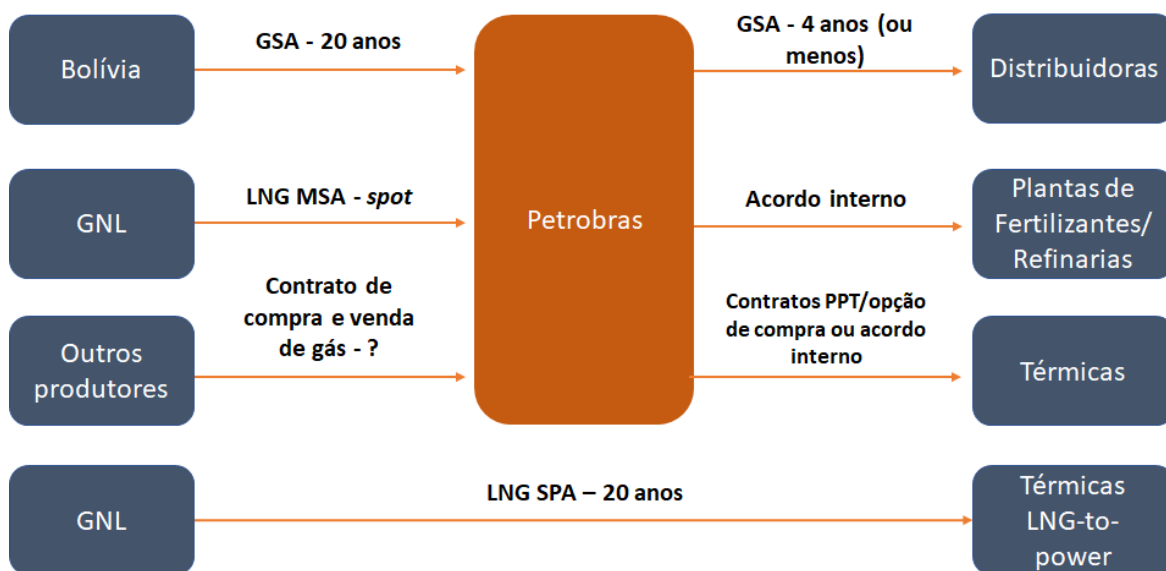 Bolívia
GSA - 20 anos
GSA - 4 anos (ou
menos)
Distribuidoras
GNL
LNG MSA - spot
Petrobras
Acordo interno
Plantas de
Fertilizantes/
Refinarias
Outros
produtores
Contrato de
compra e venda
de gás - ?
Contratos PPT/opção
de compra ou acordo
interno
Térmicas
GNL
LNG SPA – 20 anos
Térmicas
LNG-to-
power